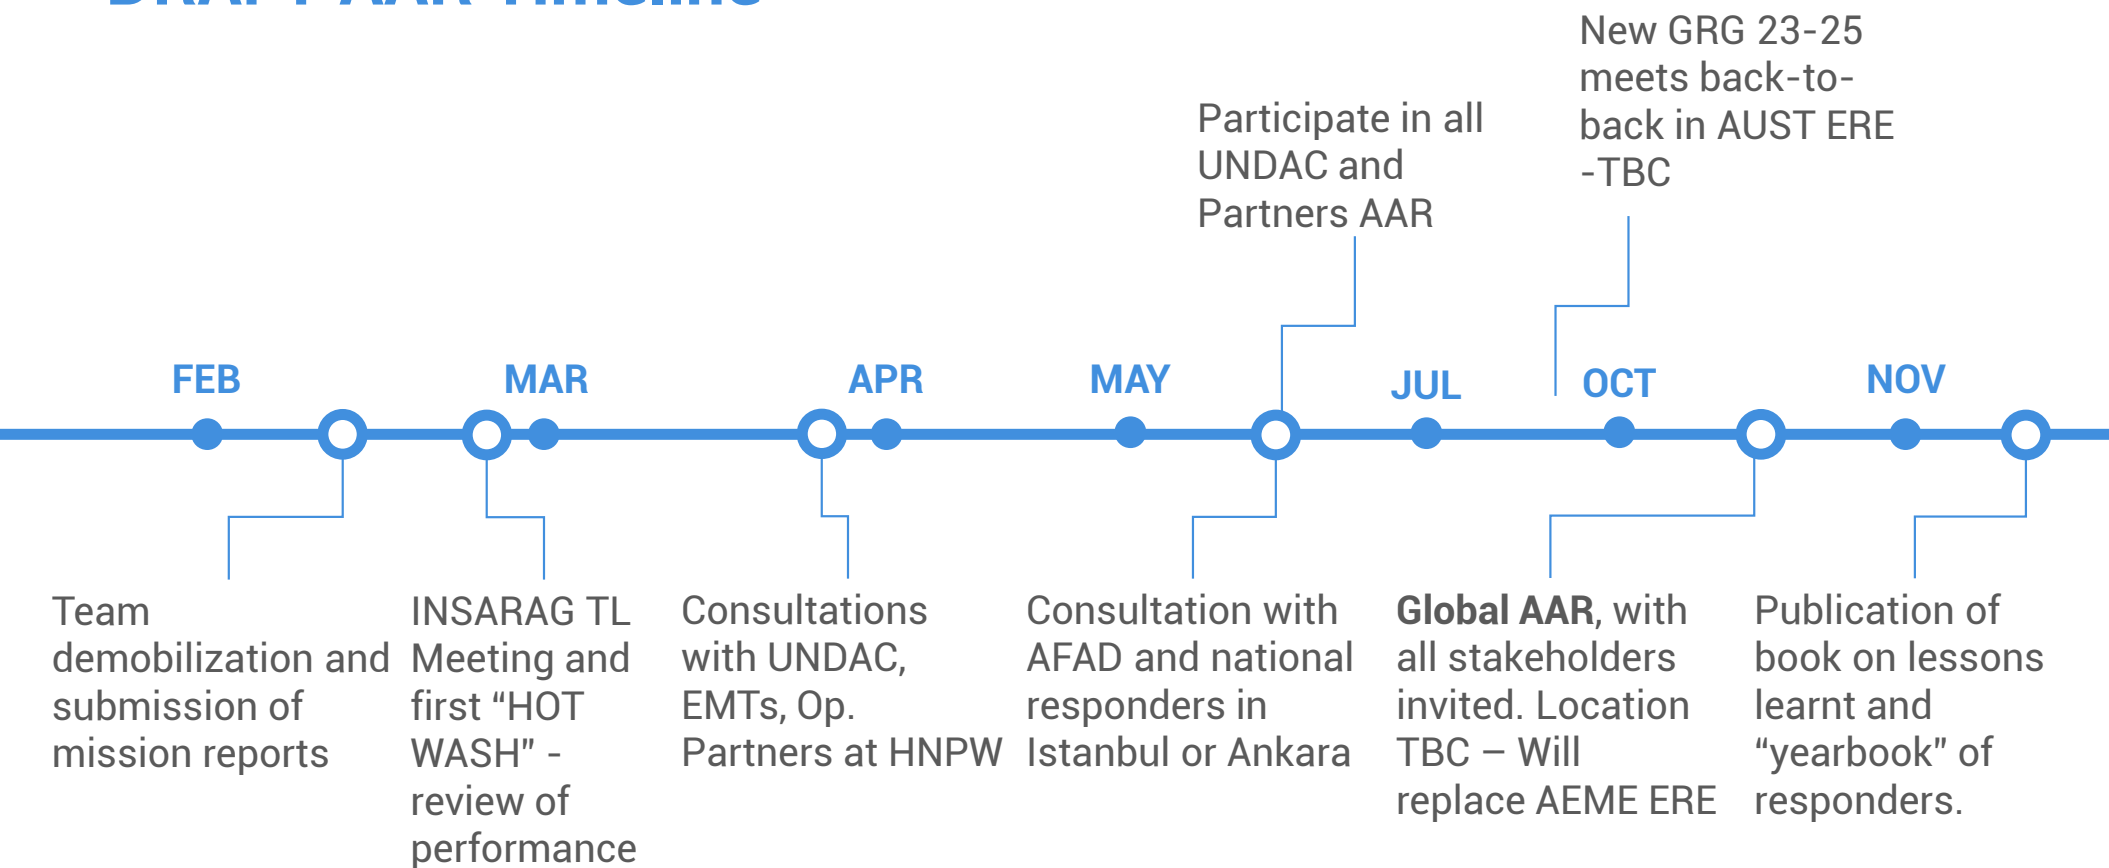 DRAFT AAR Timeline
New GRG 23-25
meets back-to-
back in AUST ERE
-TBC
Participate in all
UNDAC and
Partners AAR
FEB
MAR
APR
MAY
JUL
OCT
NOV
Team
demobilization and
submission of
mission reports
INSARAG TL
Meeting and
first “HOT
WASH” -
review of
performance
Consultations
with UNDAC,
EMTs, Op.
Partners at HNPW
Consultation with
AFAD and national
responders in
Istanbul or Ankara
Global AAR, with
all stakeholders
invited. Location
TBC – Will
replace AEME ERE
Publication of
book on lessons
learnt and
“yearbook” of
responders.